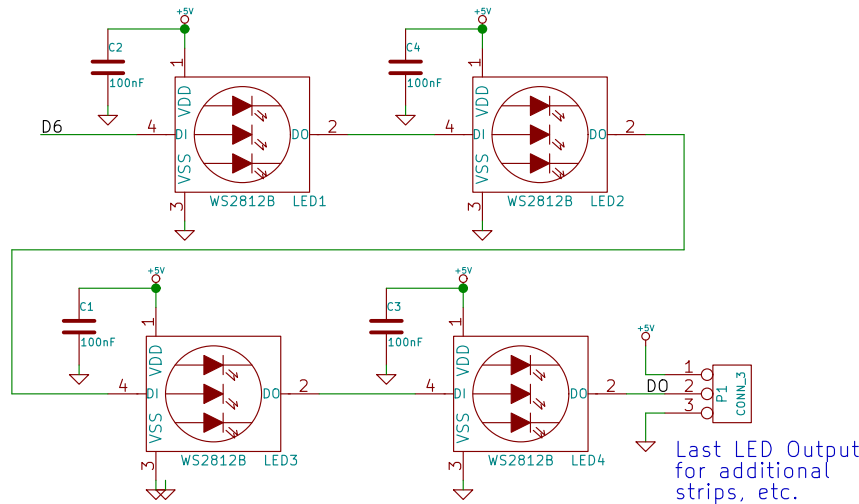 +5V
+5V
C2
C4
100nF
100nF
1
1
VDD
VDD
D6
4
DI
DO
2
4
DI
DO
2
VSS
VSS
3
WS2812B
LED1
3
WS2812B
LED2
+5V
+5V
C1
C3
100nF
100nF
1
1
VDD
VDD
+5V
4
DI
DO
2
4
DI
DO
2
DO
1
2
3
P1
CONN_3
VSS
VSS
3
WS2812B
LED3
3
WS2812B
LED4
Last LED Output
for additional
strips, etc.